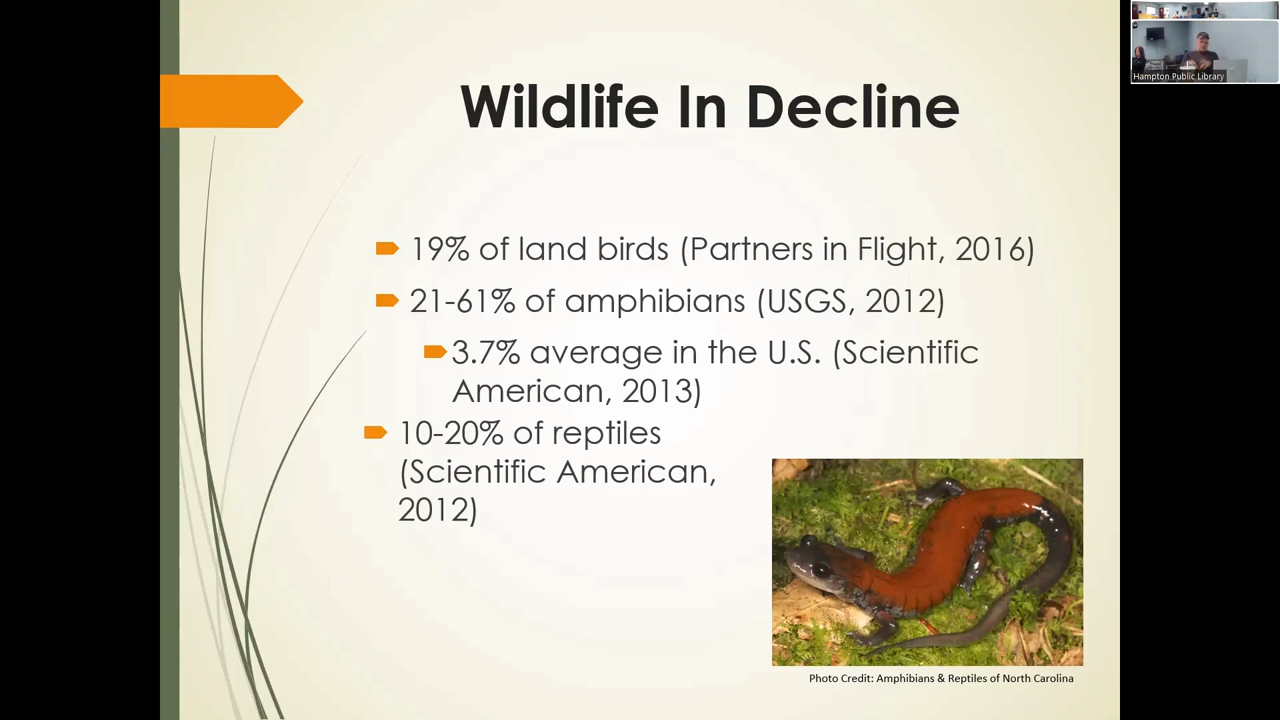 Wildlife In Decline
19% of land birds (Partners in Flight, 2016)
21-61% of amphibians (USGS, 2012)
3.7% average in the U.S. (Scientific
American, 2013)
10-20% of reptiles
(Scientific American,
2012)
Photo Credit: Amphibians & Reptiles of North Carolina
Hampton Public Library